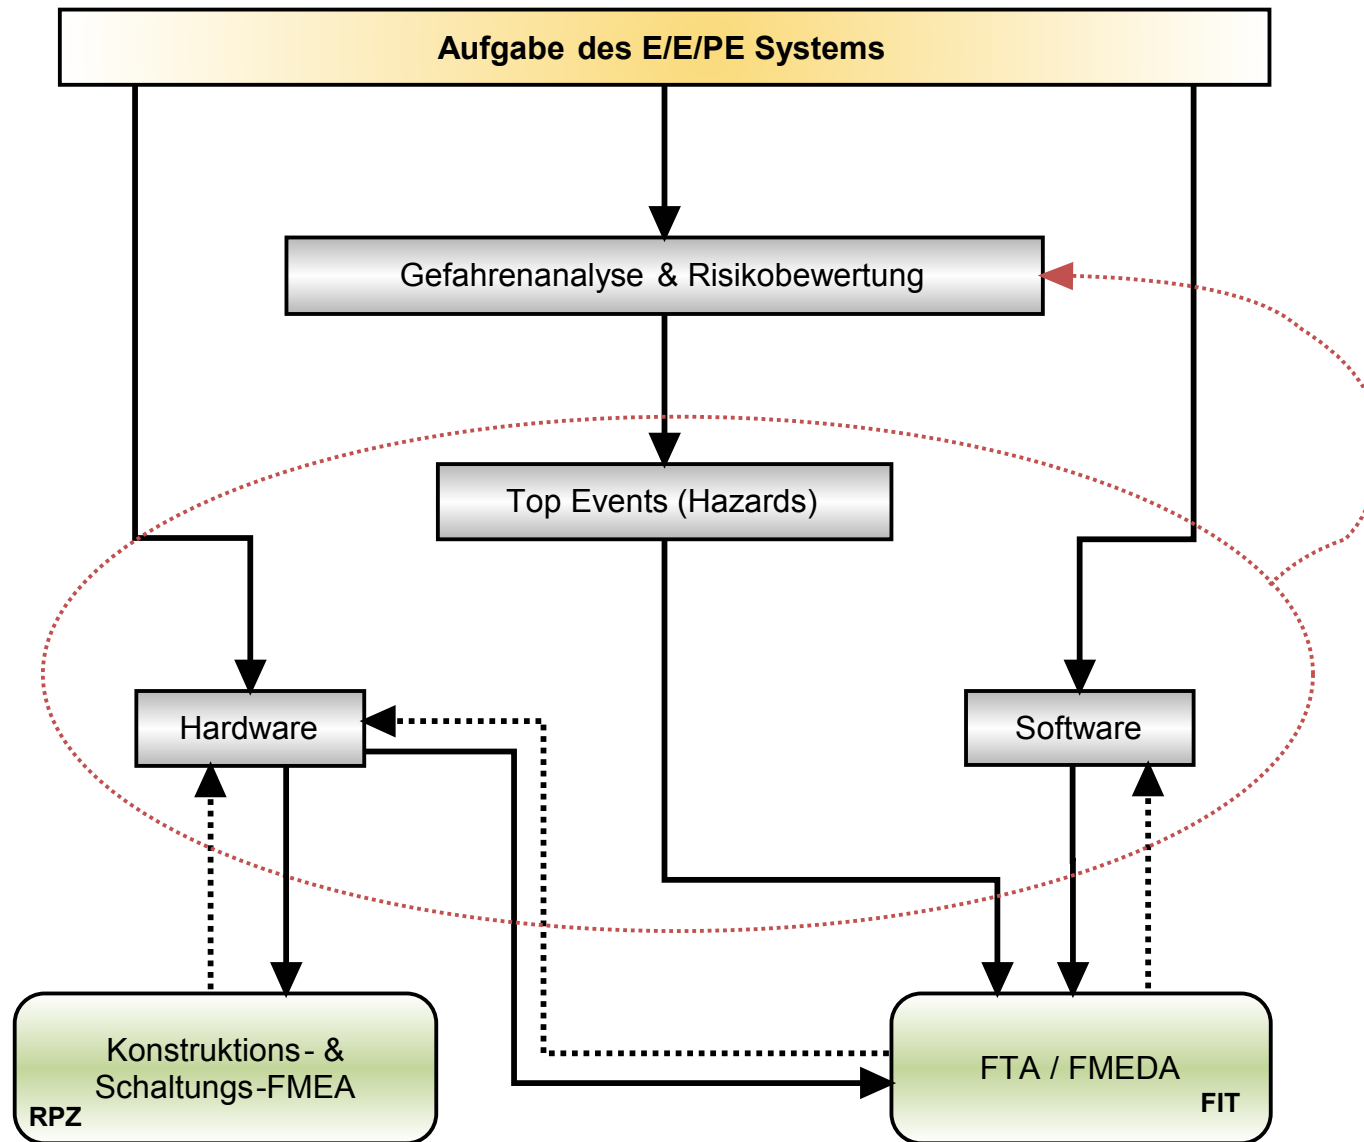 Aufgabe des E/E/PE Systems
Gefahrenanalyse & Risikobewertung
Top Events (Hazards)
Hardware
Software
Konstruktions- &
Schaltungs-FMEA
RPZ
FTA / FMEDA
FIT